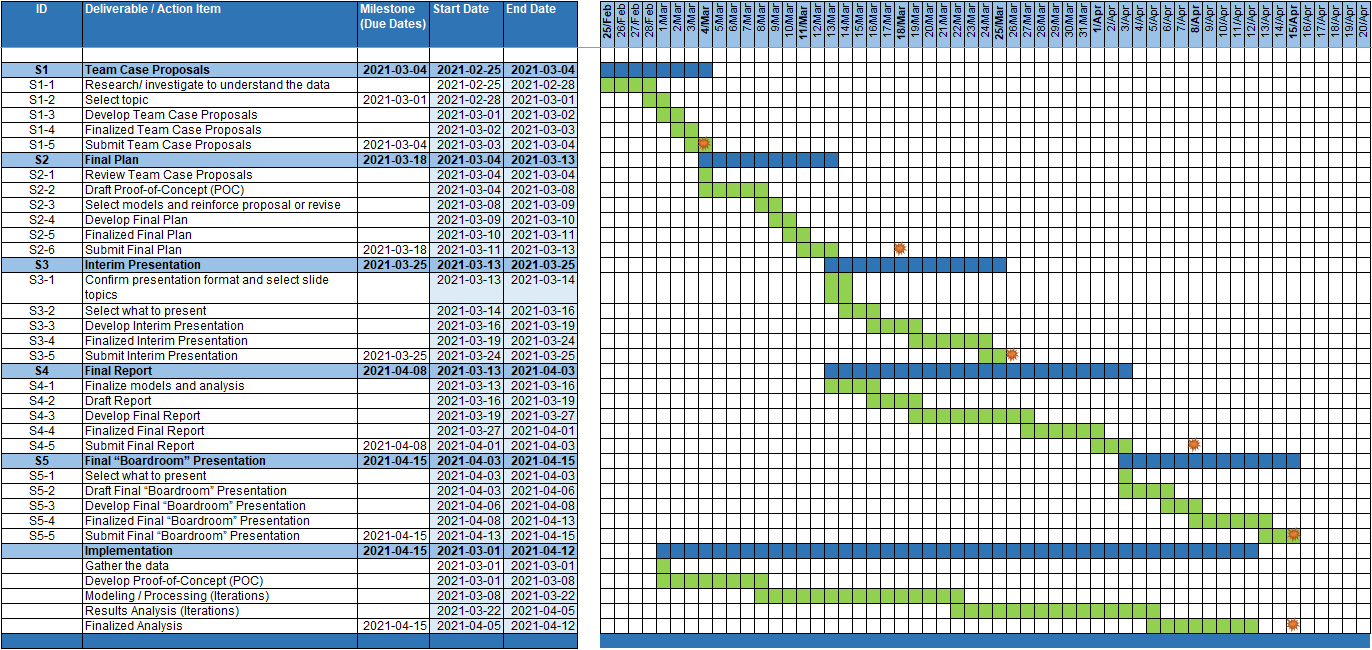 ID Deliverable / Action Item Milestone (Due Dates) Start Date End Date 25/Feb 26/Feb 27/Feb 28/Feb 1/Mar 2/Mar 3/Mar 4/Mar 5/Mar 6/Mar 7/Mar 8/Mar 9/Mar 10/Mar 11/Mar 12/Mar 13/Mar 14/Mar 15/Mar 16/Mar 17/Mar 18/Mar 19/Mar 20/Mar 21/Mar 22/Mar 23/Mar 24/Mar 25/Mar 26/Mar 27/Mar 28/Mar 29/Mar 30/Mar 31/Mar 1/Apr 2/Apr 3/Apr 4/Apr 5/Apr 6/Apr 7/Apr 8/Apr 9/Apr 10/Apr 11/Apr 12/Apr 13/Apr 14/Apr 15/Apr 16/Apr 17/Apr 18/Apr 19/Apr 20/Apr
S1 Team Case Proposals 2021-03-04 2021-02-25 2021-03-04
S1-1 Research/ investigate to understand the data 2021-02-25 2021-02-28
S1-2 Select topic 2021-03-01 2021-02-28 2021-03-01
S1-3 Develop Team Case Proposals 2021-03-01 2021-03-02
S1-4 Finalized Team Case Proposals 2021-03-02 2021-03-03
S1-5 Submit Team Case Proposals 2021-03-04 2021-03-03 2021-03-04
S2 Final Plan 2021-03-18 2021-03-04 2021-03-13
S2-1 Review Team Case Proposals 2021-03-04 2021-03-04
S2-2 Draft Proof-of-Concept (POC) 2021-03-04 2021-03-08
S2-3 Select models and reinforce proposal or revise 2021-03-08 2021-03-09
S2-4 Develop Final Plan 2021-03-09 2021-03-10
S2-5 Finalized Final Plan 2021-03-10 2021-03-11
S2-6 Submit Final Plan 2021-03-18 2021-03-11 2021-03-13
S3 Interim Presentation 2021-03-25 2021-03-13 2021-03-25
S3-1 Confirm presentation format and select slide 2021-03-13 2021-03-14
topics
S3-2 Select what to present 2021-03-14 2021-03-16
S3-3 Develop Interim Presentation 2021-03-16 2021-03-19
S3-4 Finalized Interim Presentation 2021-03-19 2021-03-24
S3-5 Submit Interim Presentation 2021-03-25 2021-03-24 2021-03-25
S4 Final Report 2021-04-08 2021-03-13 2021-04-03
S4-1 Finalize models and analysis 2021-03-13 2021-03-16
S4-2 Draft Report 2021-03-16 2021-03-19
S4-3 Develop Final Report 2021-03-19 2021-03-27
S4-4 Finalized Final Report 2021-03-27 2021-04-01
S4-5 Submit Final Report 2021-04-08 2021-04-01 2021-04-03
S5 Final “Boardroom” Presentation 2021-04-15 2021-04-03 2021-04-15
S5-1 Select what to present 2021-04-03 2021-04-03
S5-2 Draft Final “Boardroom” Presentation 2021-04-03 2021-04-06
S5-3 Develop Final “Boardroom” Presentation 2021-04-06 2021-04-08
S5-4 Finalized Final “Boardroom” Presentation 2021-04-08 2021-04-13
S5-5 Submit Final “Boardroom” Presentation 2021-04-15 2021-04-13 2021-04-15
Implementation 2021-04-15 2021-03-01 2021-04-12
Gather the data 2021-03-01 2021-03-01
Develop Proof-of-Concept (POC) 2021-03-01 2021-03-08
Modeling / Processing (Iterations) 2021-03-08 2021-03-22
Results Analysis (Iterations) 2021-03-22 2021-04-05
Finalized Analysis 2021-04-15 2021-04-05 2021-04-12